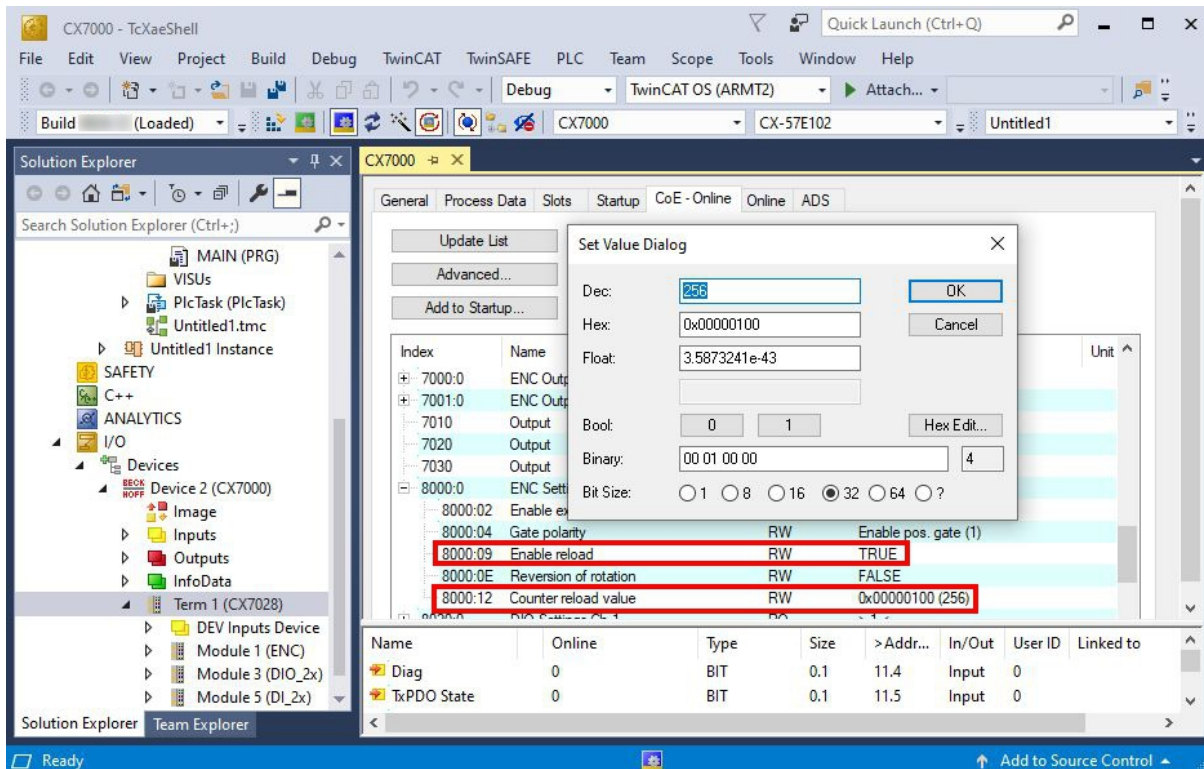 CX7000 - TcXaeShell
Quick Launch (Ctrl+Q)
File Edit View Project Build Debug TwinCAT TwinSAFE PLC Team Scope Tools Window Help
Debug TwinCAT OS (ARMT2) Attach...
Build (Loaded) CX7000 CX-57E102 Untitled1
Solution Explorer
Search Solution Explorer (Ctrl+;)
MAIN (PRG)
VISUs
PlcTask (PlcTask)
Untitled1.tmc
Untitled1 Instance
SAFETY
C++
ANALYTICS
I/O
Devices
BECKHOFF Device 2 (CX7000)
Image
Inputs
Outputs
InfoData
Term 1 (CX7028)
DEV Inputs Device
Module 1 (ENC)
Module 3 (DIO_2x)
Module 5 (DI_2x)
Solution Explorer Team Explorer
CX7000
General Process Data Slots Startup CoE - Online Online ADS
Update List
Advanced...
Add to Startup...
Set Value Dialog
Dec: 256 OK
Hex: 0x00000100 Cancel
Float: 3.5873241e-43
Bool: 0 1 Hex Edit...
Binary: 00 01 00 00 4
Bit Size: 1 8 16 32 64 ?
Index Name Unit
7000:0 ENC Outp
7001:0 ENC Outp
7010 Output
7020 Output
7030 Output
8000:0 ENC Setti
8000:02 Enable ex
8000:04 Gate polarity RW Enable pos. gate (1)
8000:09 Enable reload RW TRUE
8000:0E Reversion of rotation RW FALSE
8000:12 Counter reload value RW 0x00000100 (256)
Name Online Type Size >Addr... In/Out User ID Linked to
Diag 0 BIT 0.1 11.4 Input 0
TxPDO State 0 BIT 0.1 11.5 Input 0
Ready Add to Source Control